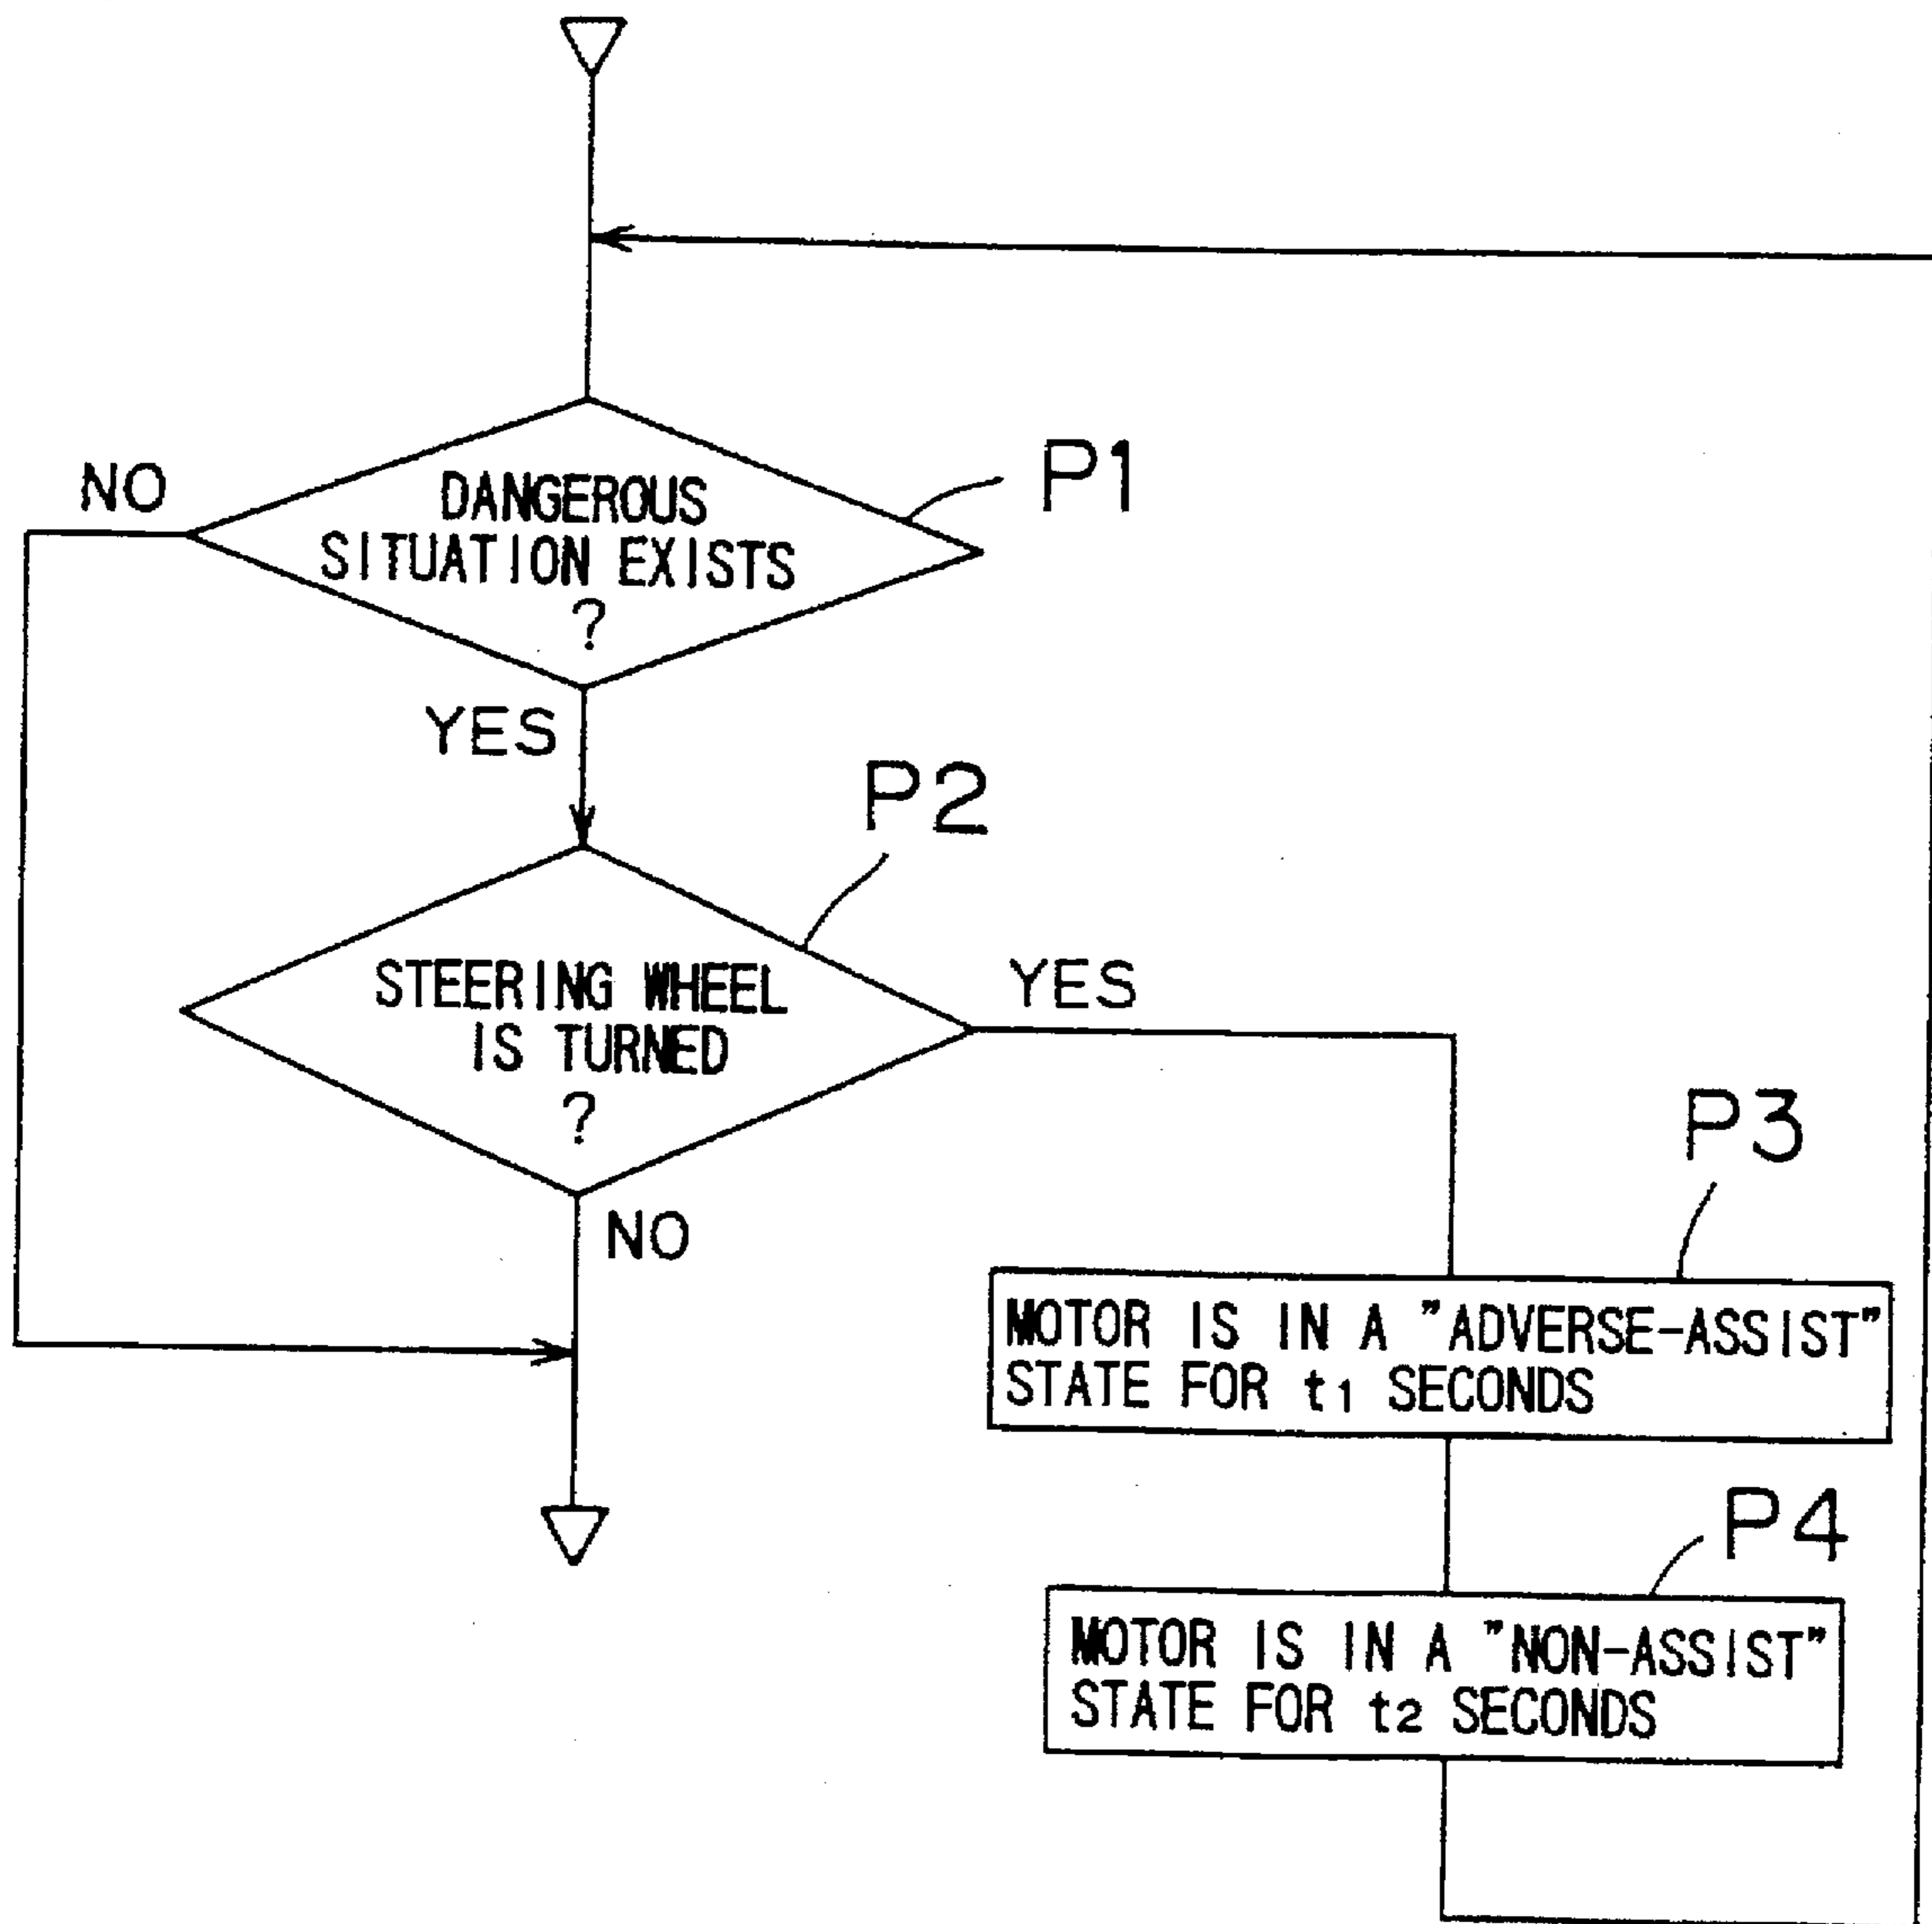 P1
NO
DANGEROUS
SITUATION EXISTS
?
YES
P2
STEERING WHEEL
IS TURNED
?
YES
NO
P3
MOTOR IS IN A "ADVERSE-ASSIST"
STATE FOR t1 SECONDS
P4
MOTOR IS IN A "NON-ASSIST"
STATE FOR t2 SECONDS